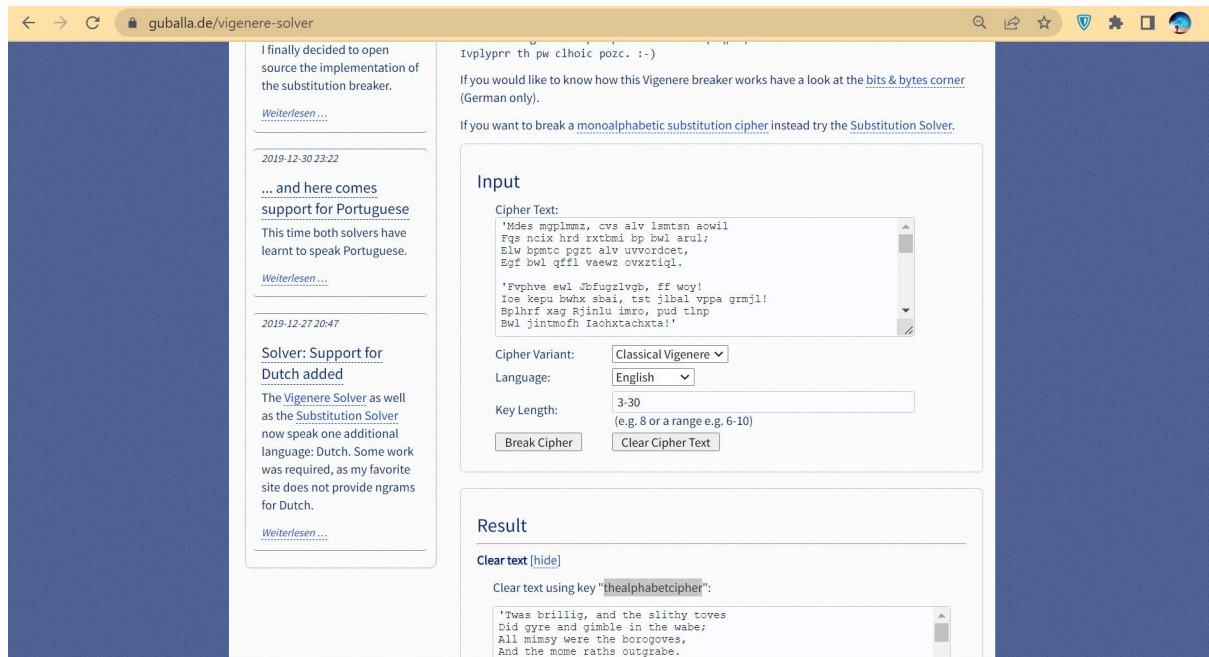 guballa.de/vigenere-solver
I finally decided to open
source the implementation of
the substitution breaker.
Weiterlesen ...
2019-12-30 23:22
... and here comes
support for Portuguese
This time both solvers have
learnt to speak Portuguese.
Weiterlesen ...
2019-12-27 20:47
Solver: Support for
Dutch added
The Vigenere Solver as well
as the Substitution Solver
now speak one additional
language: Dutch. Some work
was required, as my favorite
site does not provide ngrams
for Dutch.
Weiterlesen ...
Ivplyprr th pw clhoic pozc. :-)
If you would like to know how this Vigenere breaker works have a look at the bits & bytes corner
(German only).
If you want to break a monoalphabetic substitution cipher instead try the Substitution Solver.
Input
Cipher Text:
'Mdes mgplmmz, cvs alv lsmtsn aowil
Fqs ncix hrd rxtbmi bp bwl arul;
Elw bpmtc pgzt alv uvvordcet,
Egf bwl qffl vaewz ovxztiql.
'Fvphve ewl Jbfugzlvgb, ff woy!
Ioe kepu bwhx sbai, tst jlbal vppa grmjl!
Bplhrf xag Rjinlu imro, pud tlnp
Bwl jintmofh Iaohxtachxta!'
Cipher Variant: Classical Vigenere
Language: English
Key Length: 3-30
(e.g. 8 or a range e.g. 6-10)
Break Cipher Clear Cipher Text
Result
Clear text [hide]
Clear text using key "thealphabetcipher":
'Twas brillig, and the slithy toves
Did gyre and gimble in the wabe;
All mimsy were the borogoves,
And the mome raths outgrabe.